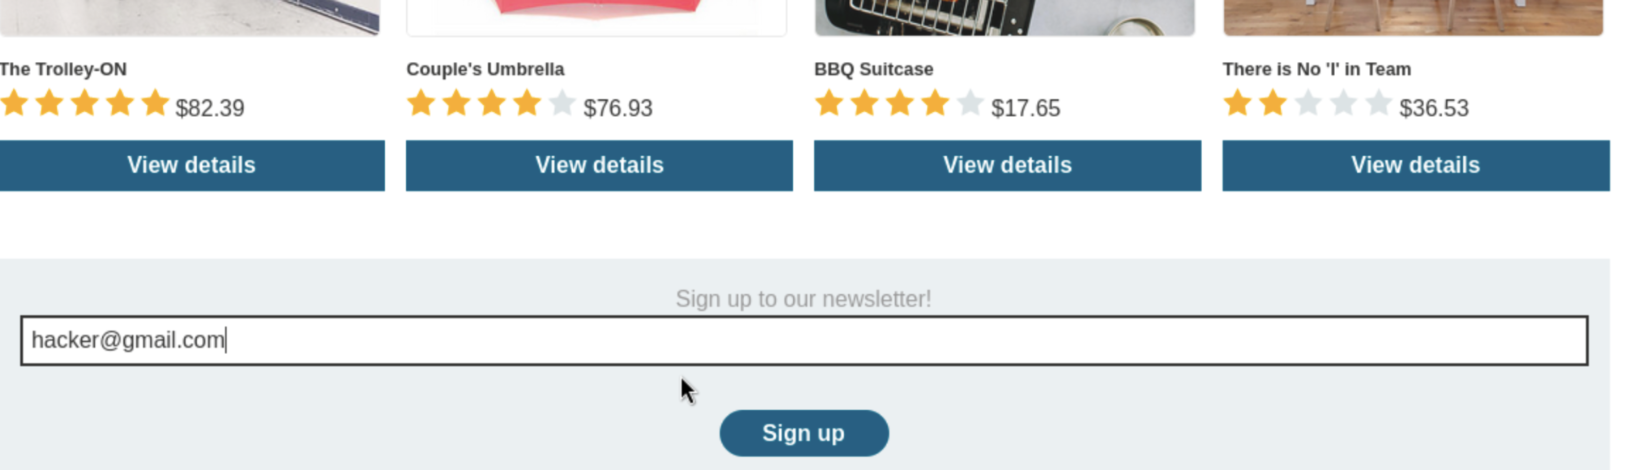 The Trolley-ON
Couple's Umbrella
BBQ Suitcase
There is No 'I' in Team
$82.39
$76.93
$17.65
$36.53
View details
View details
View details
View details
Sign up to our newsletter!
hacker@gmail.com
Sign up